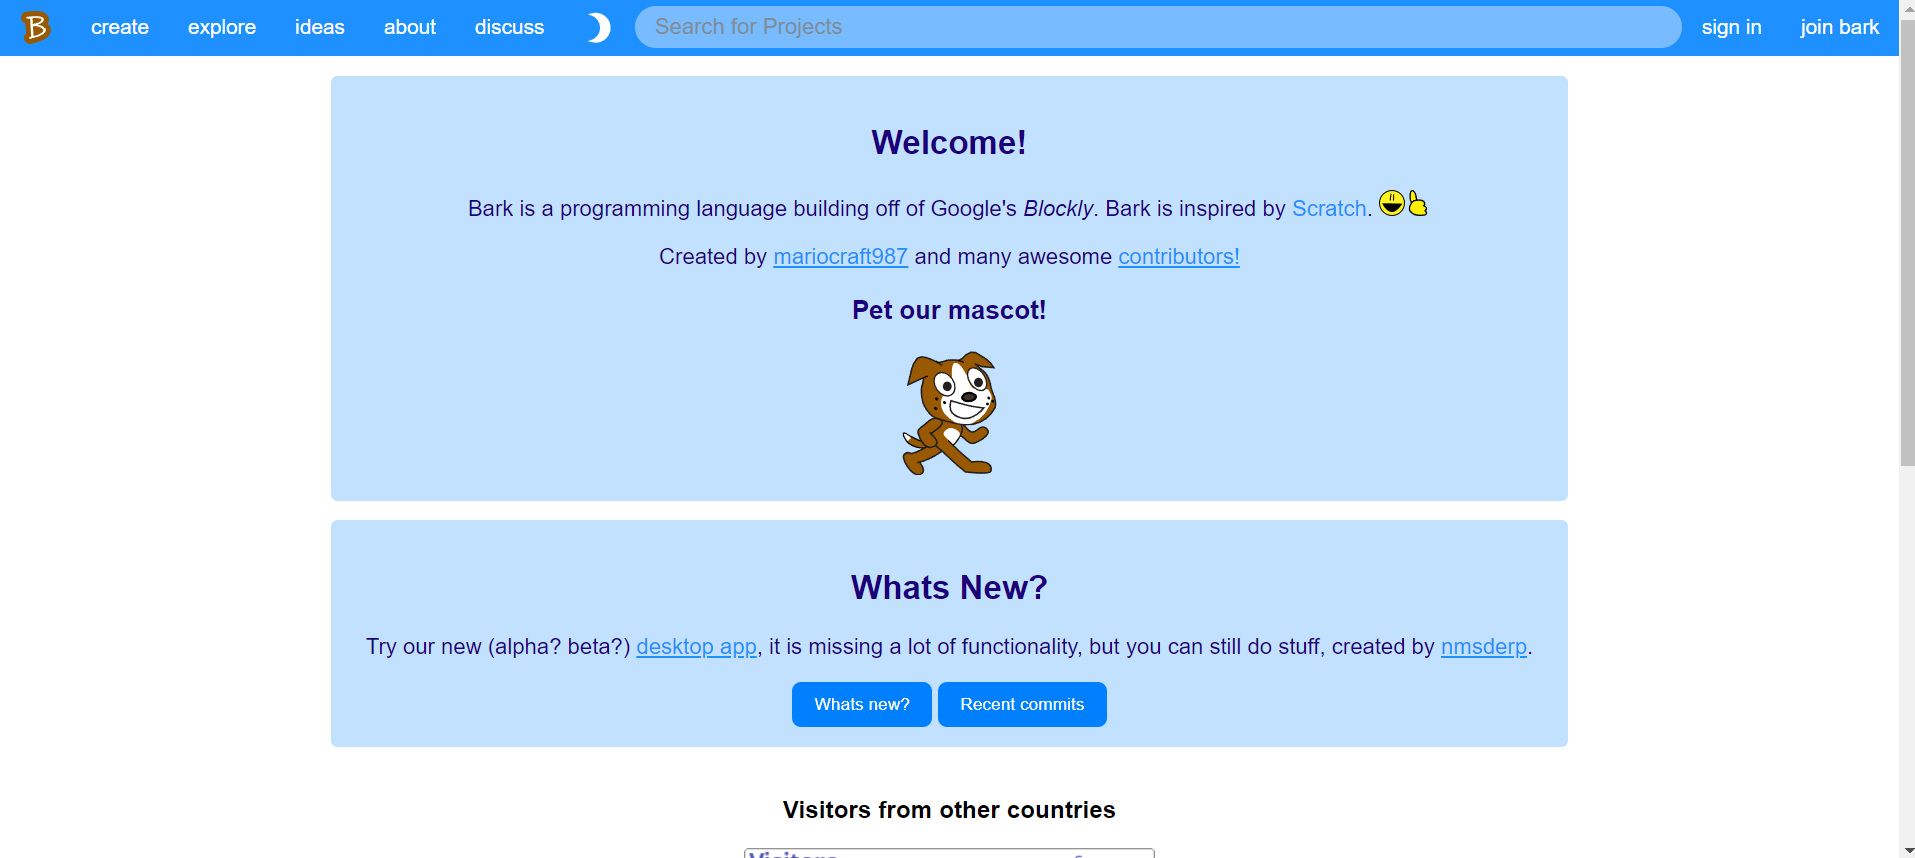 B create explore ideas about discuss Search for Projects sign in join bark
Welcome!
Bark is a programming language building off of Google's Blockly. Bark is inspired by Scratch.
Created by mariocraft987 and many awesome contributors!
Pet our mascot!
Whats New?
Try our new (alpha? beta?) desktop app, it is missing a lot of functionality, but you can still do stuff, created by nmsderp.
Whats new? Recent commits
Visitors from other countries
Visitors